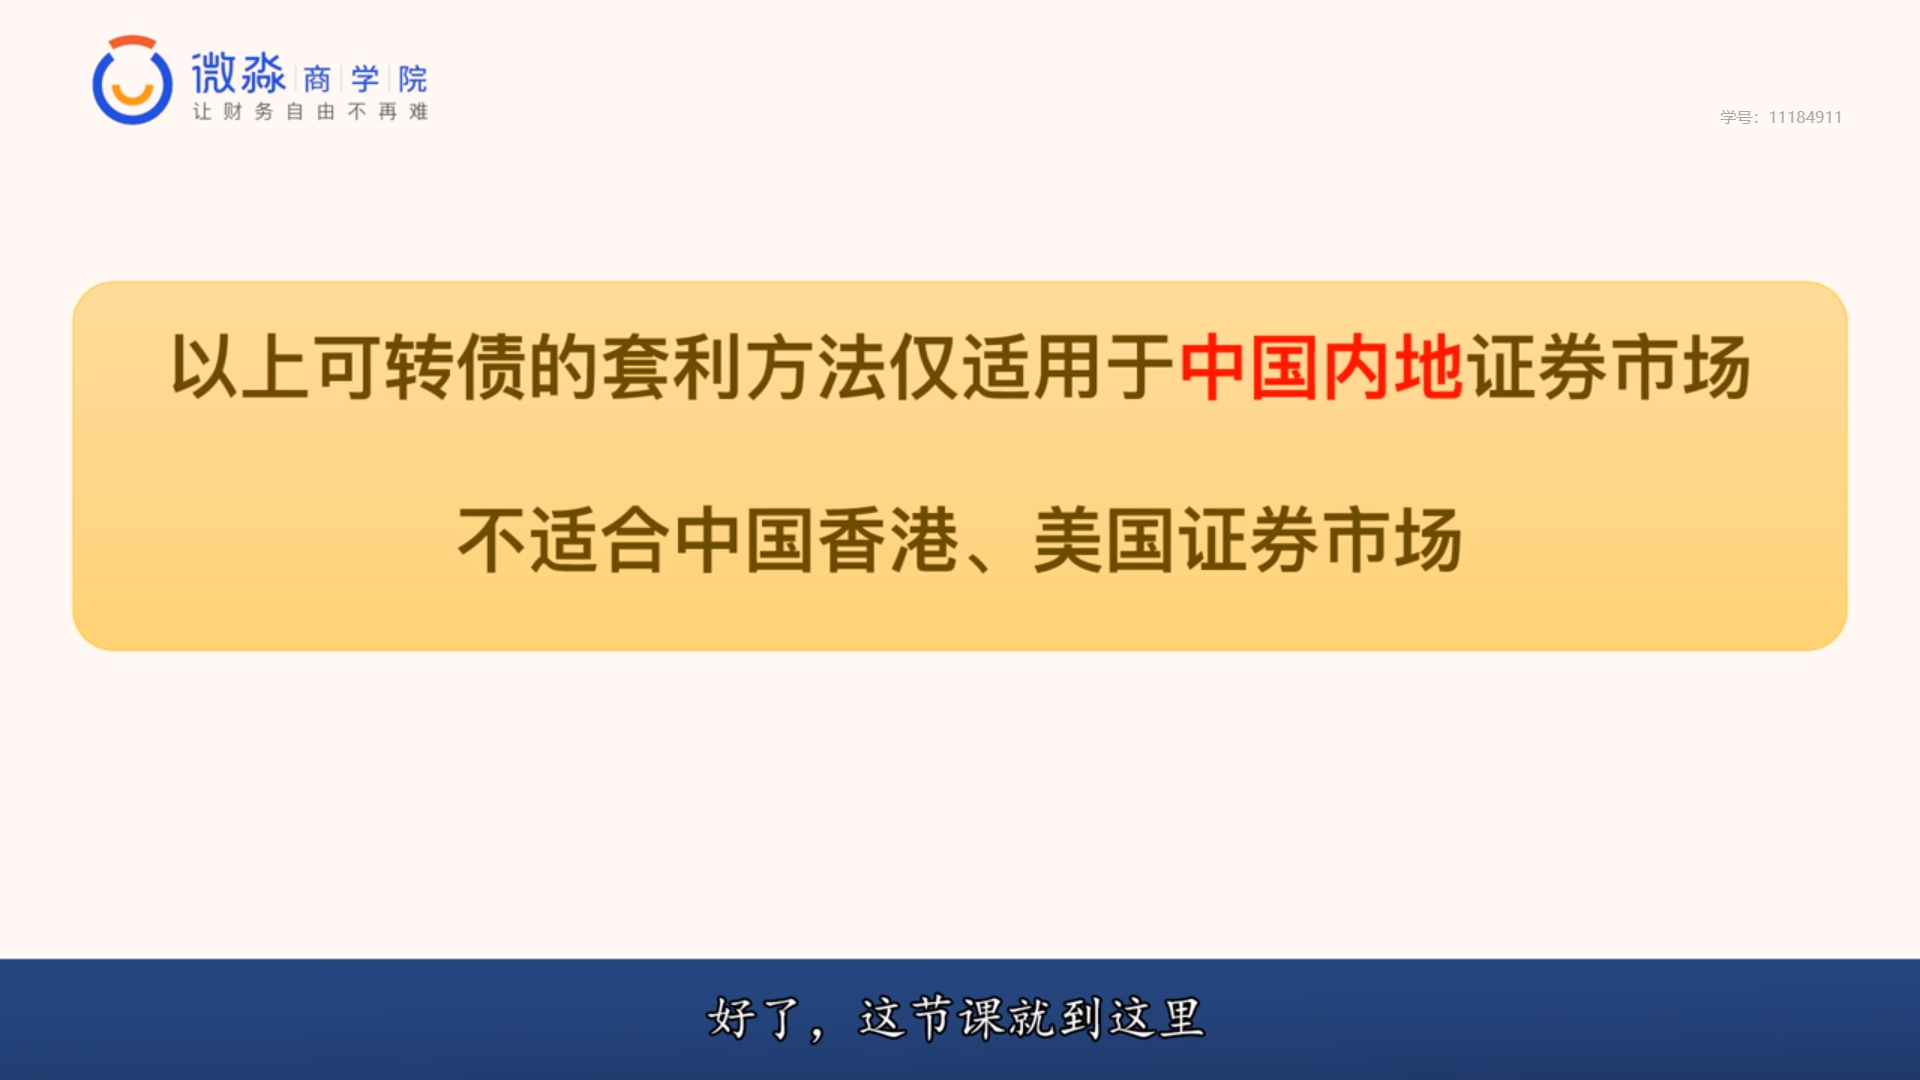 微淼商学院
让财务自由不再难
学号：11184911
以上可转债的套利方法仅适用于中国内地证券市场
不适合中国香港、美国证券市场
好了，这节课就到这里